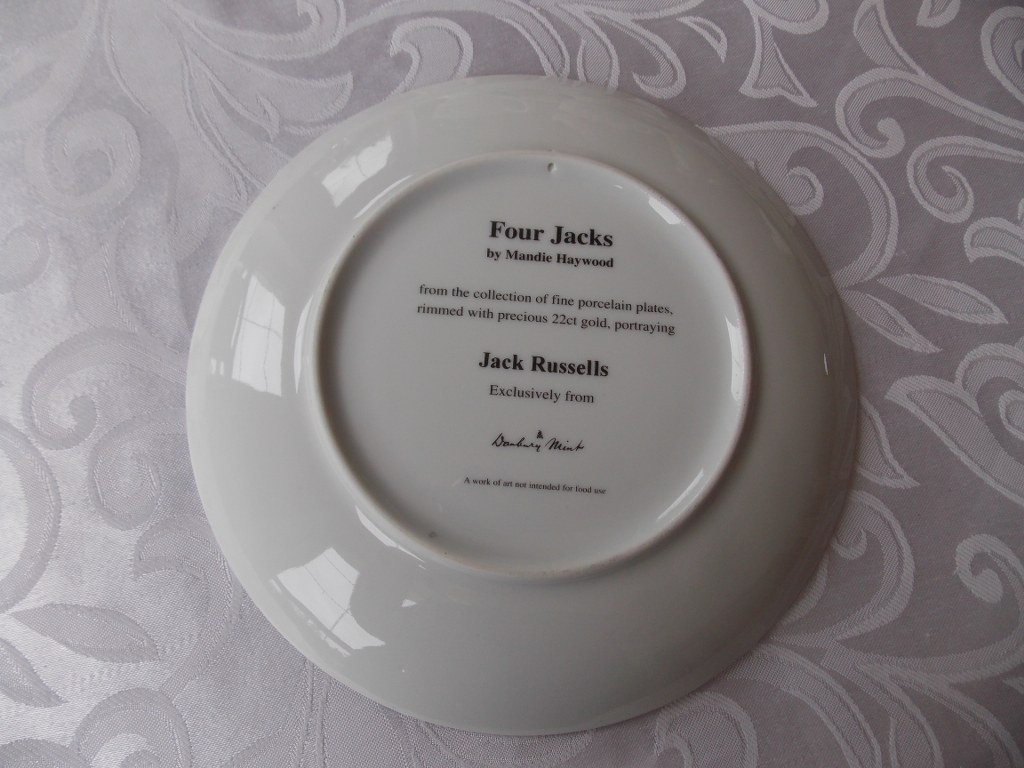 Four Jacks
by Mandie Haywood
from the collection of fine porcelain plates,
rimmed with precious 22ct gold, portraying
Jack Russells
Exclusively from
Danbury Mint
A work of art not intended for food use